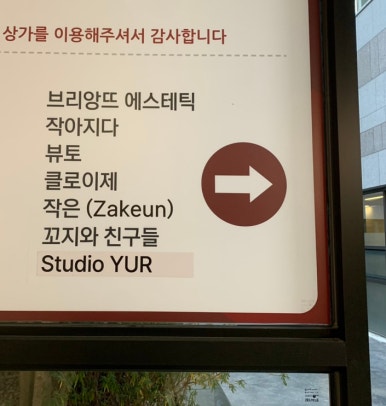 상가를 이용해주셔서 감사합니다
브리앙뜨 에스테틱
작아지다
뷰토
클로이제
작은 (Zakeun)
꼬지와 친구들
Studio YUR